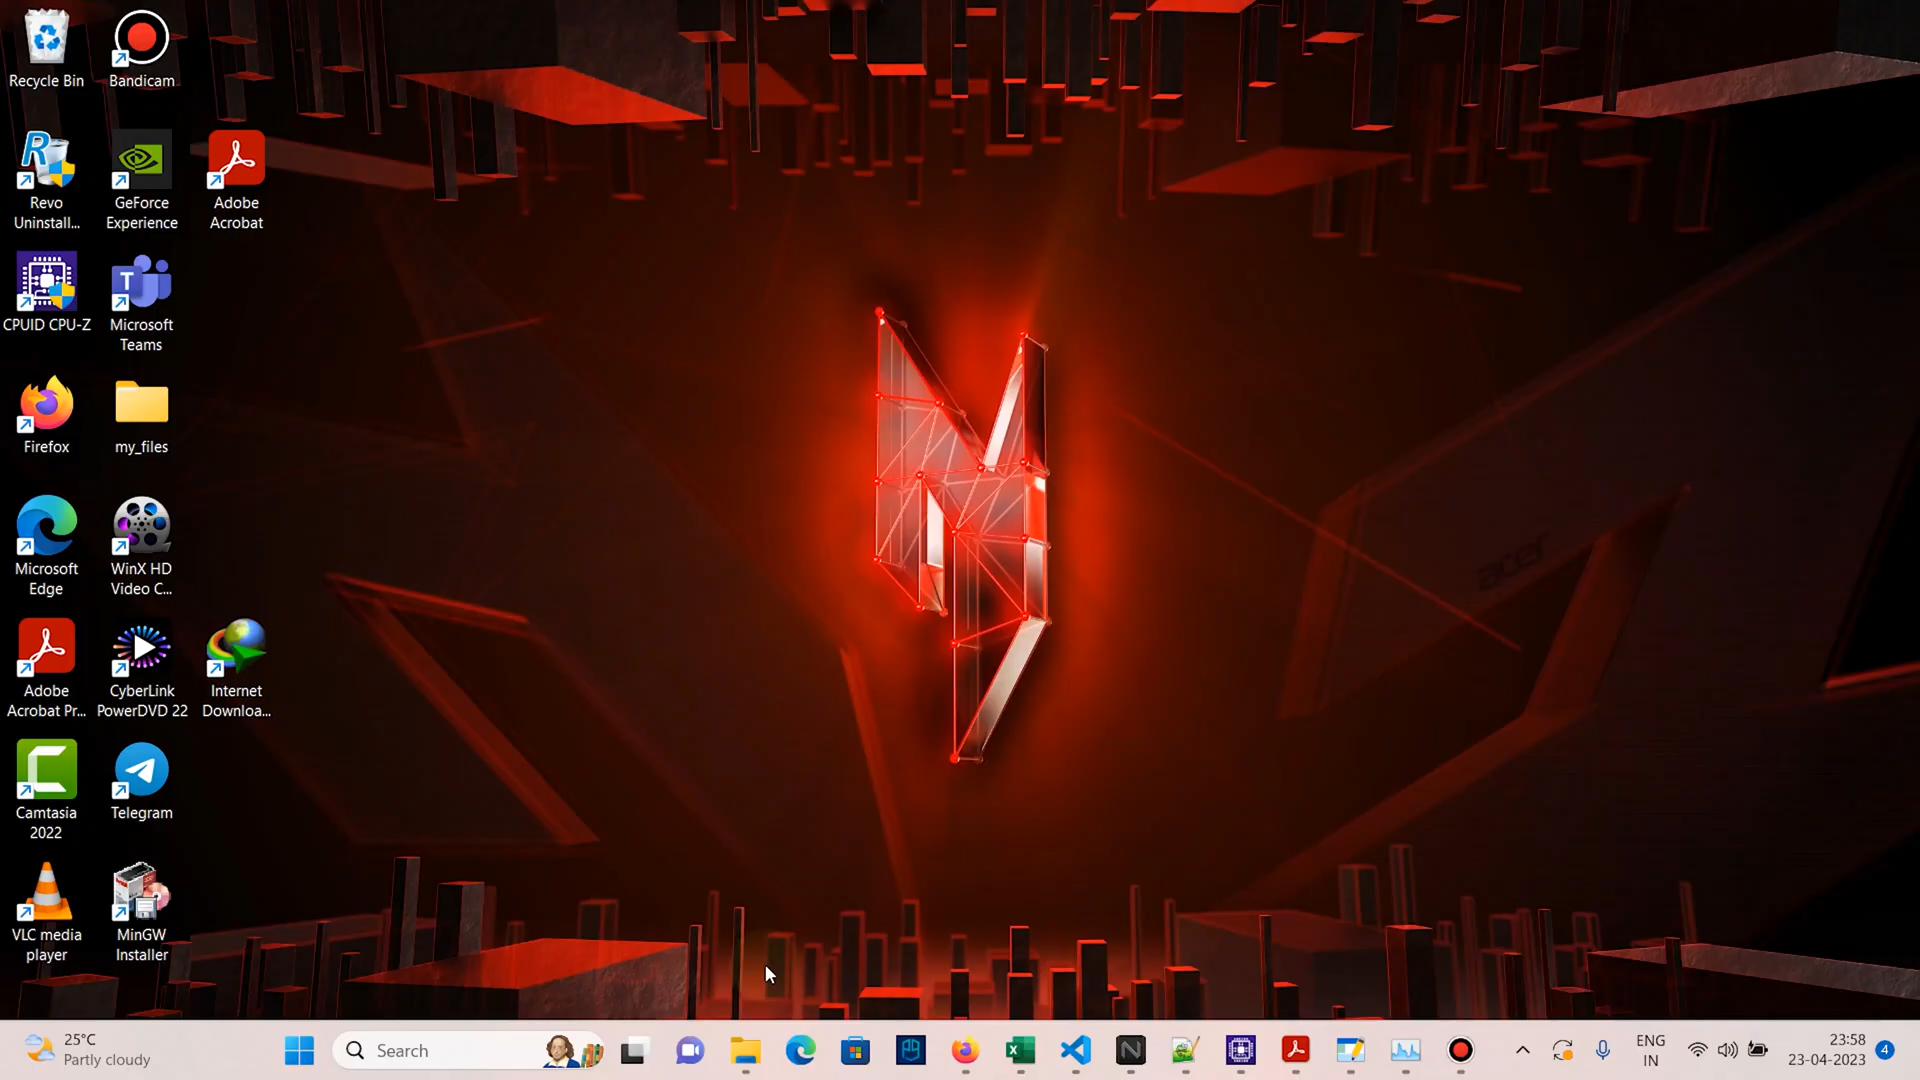 Recycle Bin
Bandicam
Revo
Uninstall...
GeForce
Experience
Adobe
Acrobat
CPUID CPU-Z
Microsoft
Teams
Firefox
my_files
Microsoft
Edge
WinX HD
Video C...
Adobe
Acrobat Pr...
CyberLink
PowerDVD 22
Internet
Downloa...
Camtasia
2022
Telegram
VLC media
player
MinGW
Installer
acer
25°C
Partly cloudy
Search
ENG
IN
23:58
23-04-2023
4